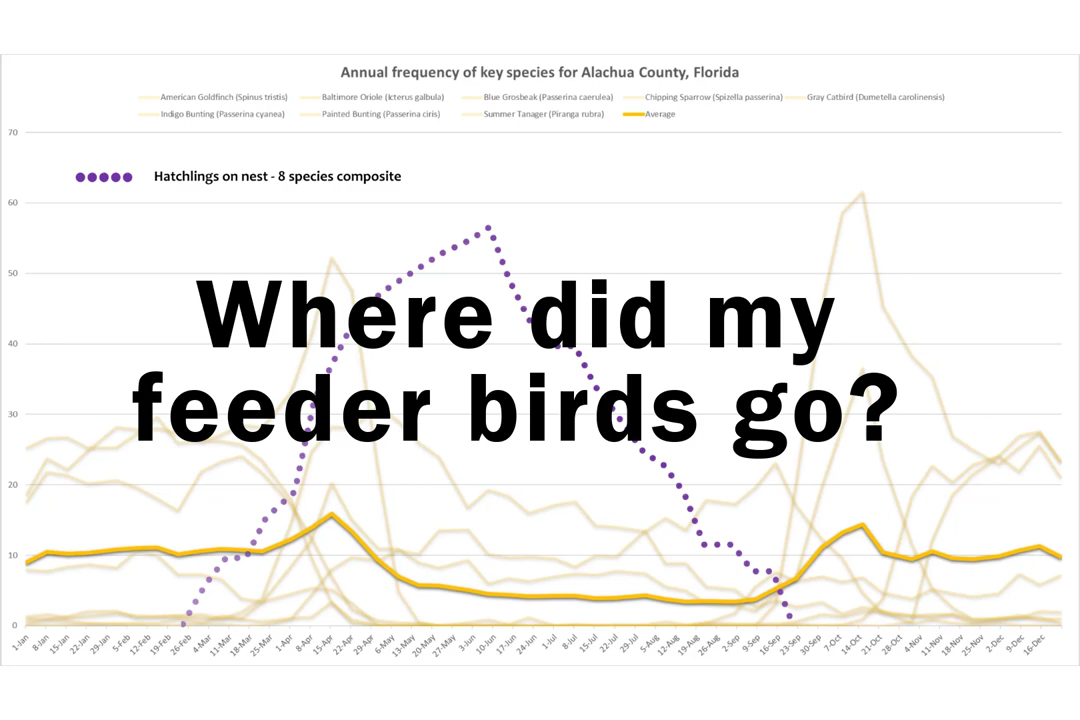 Annual frequency of key species for Alachua County, Florida
American Goldfinch (Spinus tristis) Baltimore Oriole (Icterus galbula) Blue Grosbeak (Passerina caerulea) Chipping Sparrow (Spizella passerina) Gray Catbird (Dumetella carolinensis)
Indigo Bunting (Passerina cyanea) Painted Bunting (Passerina ciris) Summer Tanager (Piranga rubra) Average
70
Hatchlings on nest - 8 species composite
60
50
Where did my
40
feeder birds go?
30
20
10
0
1-Jan 8-Jan 15-Jan 22-Jan 29-Jan 5-Feb 12-Feb 19-Feb 26-Feb 4-Mar 11-Mar 18-Mar 25-Mar 1-Apr 8-Apr 15-Apr 22-Apr 29-Apr 6-May 13-May 20-May 27-May 3-Jun 10-Jun 17-Jun 24-Jun 1-Jul 8-Jul 15-Jul 22-Jul 29-Jul 5-Aug 12-Aug 19-Aug 26-Aug 2-Sep 9-Sep 16-Sep 23-Sep 30-Sep 7-Oct 14-Oct 21-Oct 28-Oct 4-Nov 11-Nov 18-Nov 25-Nov 2-Dec 9-Dec 16-Dec